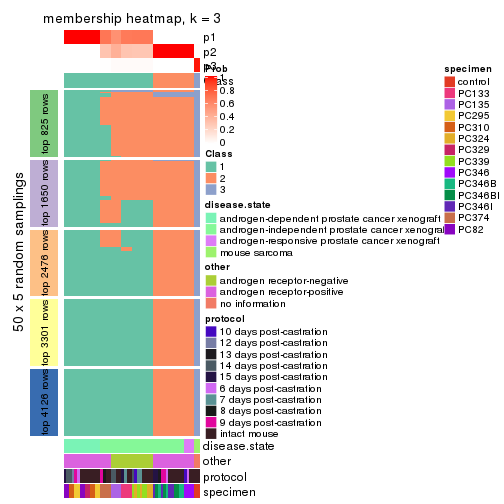 membership heatmap, k = 3
p1
p2
p3
Prob
1
0.8
0.6
0.4
0.2
0
Class
Class
1
2
3
50 x 5 random samplings
top 825 rows
top 1650 rows
top 2476 rows
top 3301 rows
top 4126 rows
disease.state
androgen-dependent prostate cancer xenograft
androgen-independent prostate cancer xenograft
androgen-responsive prostate cancer xenograft
mouse sarcoma
other
androgen receptor-negative
androgen receptor-positive
no information
protocol
10 days post-castration
12 days post-castration
13 days post-castration
14 days post-castration
15 days post-castration
6 days post-castration
7 days post-castration
8 days post-castration
9 days post-castration
intact mouse
disease.state
other
protocol
specimen
specimen
control
PC133
PC135
PC295
PC310
PC324
PC329
PC339
PC346
PC346B
PC346BI
PC346I
PC374
PC82